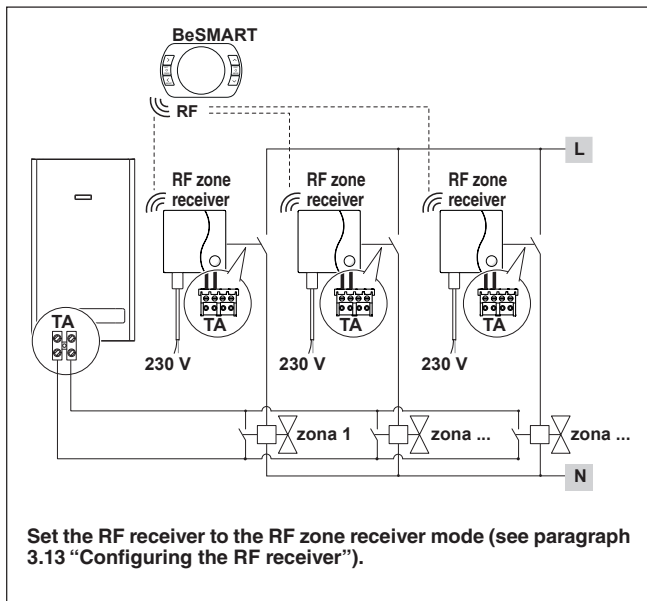 BeSMART
RF
L
RF zone
receiver
RF zone
receiver
RF zone
receiver
TA
TA
TA
TA
230 V
230 V
230 V
zona 1
zona ...
zona ...
N
Set the RF receiver to the RF zone receiver mode (see paragraph
3.13 “Configuring the RF receiver”).